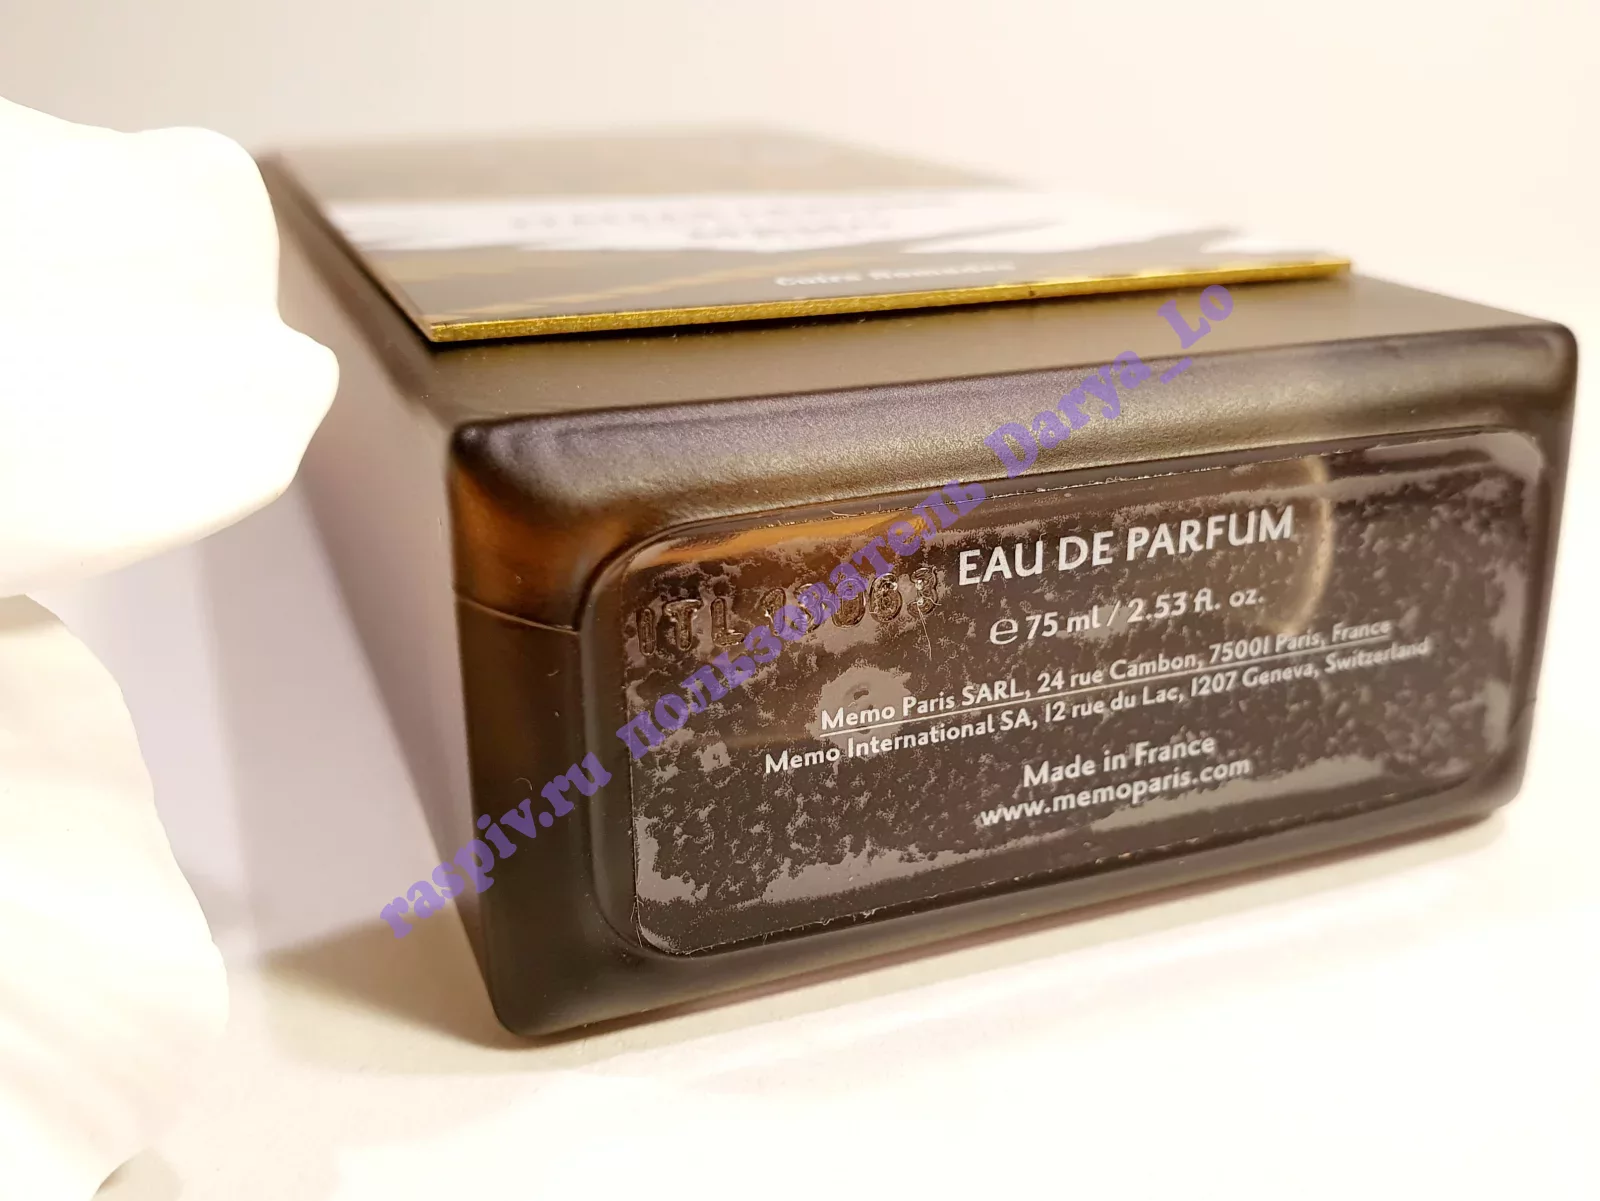 Cuirs Nomades
EAU DE PARFUM
℮ 75 ml / 2.53 fl. oz.
Memo Paris SARL, 24 rue Cambon, 75001 Paris, France
Memo International SA, 12 rue du Lac, 1207 Geneva, Switzerland
Made in France
www.memoparis.com
raspiv.ru пользователь Darya_Lo